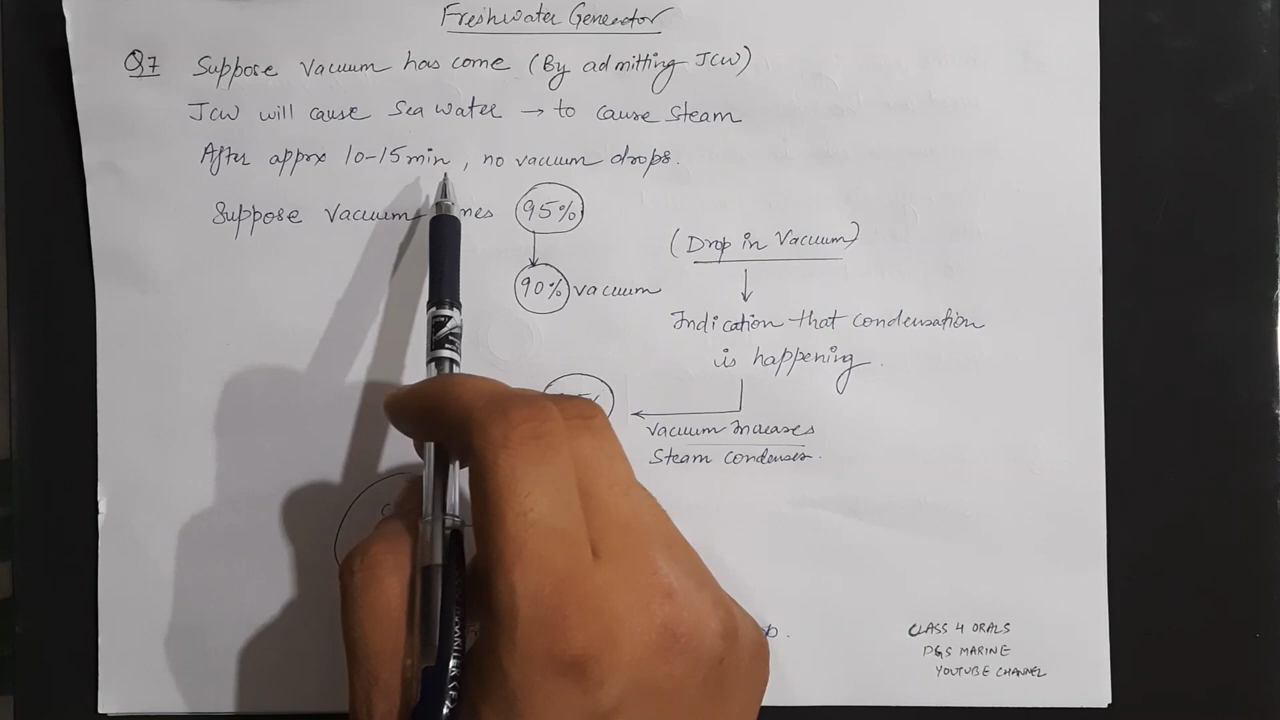 Freshwater Generator
Q7 Suppose Vacuum has come (By admitting JCW)
JCW will cause Sea Water → to cause Steam
After apprx 10-15 min, no vacuum drops.
Suppose Vacuum 95%
90% vacuum
(Drop in Vacuum)
Indication that condensation
is happening.
Vacuum Increases
Steam condenses.
CLASS 4 ORALS
DGS MARINE
YOUTUBE CHANNEL